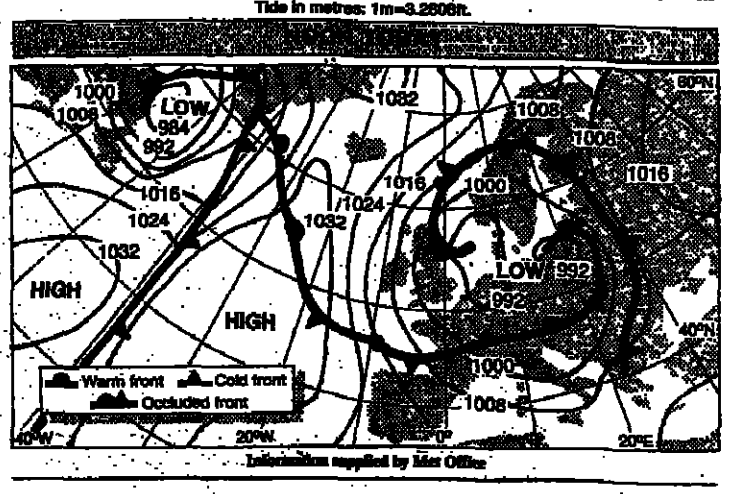 Tide in metres: 1m=3.2808ft.
1000
1008
LOW
984
992
1016
1024
1032
HIGH
HIGH
1032
1032
1024
1016
1008
1008
1000
1016
60°N
LOW
992
992
40°N
1000
1008
Warm front
Cold front
Occluded front
40°W
20°W
0°
20°E
Information supplied by Met Office